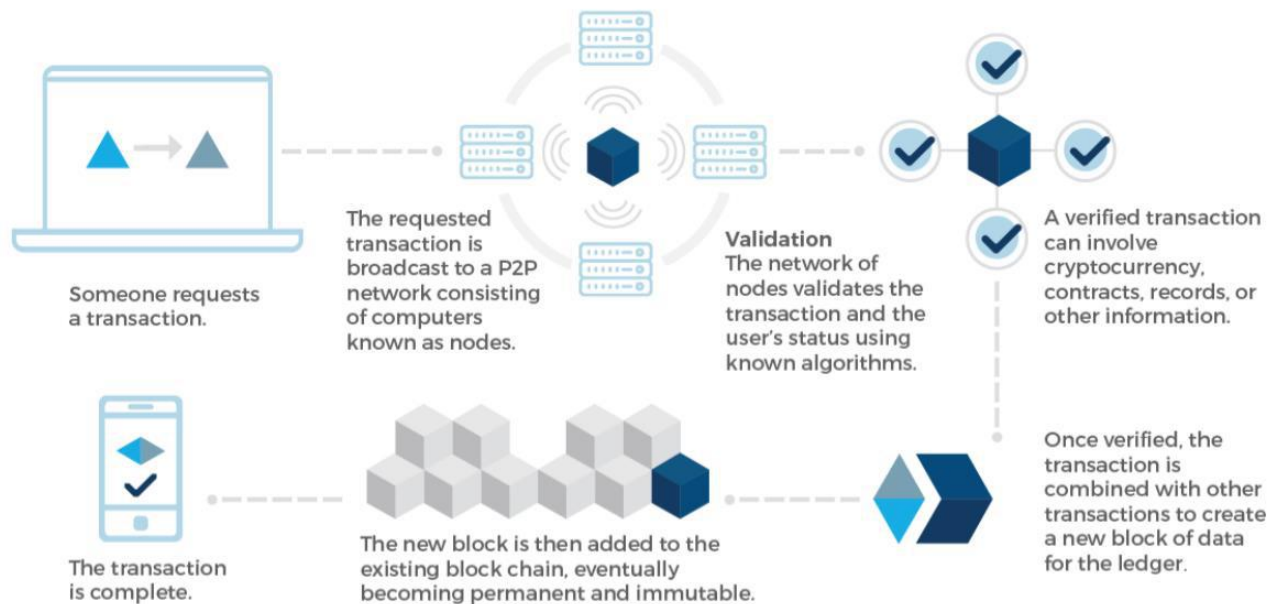 Someone requests
a transaction.
The requested
transaction is
broadcast to a P2P
network consisting
of computers
known as nodes.
Validation
The network of
nodes validates the
transaction and the
user's status using
known algorithms.
A verified transaction
can involve
cryptocurrency,
contracts, records, or
other information.
Once verified, the
transaction is
combined with other
transactions to create
a new block of data
for the ledger.
The new block is then added to the
existing block chain, eventually
becoming permanent and immutable.
The transaction
is complete.